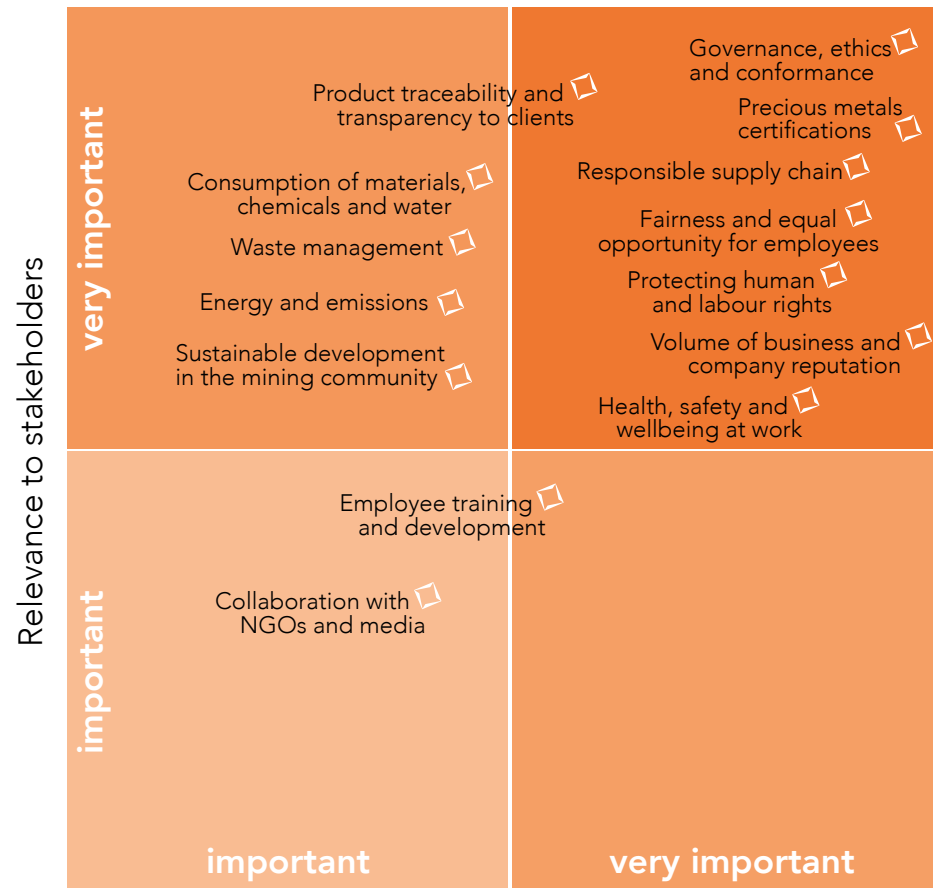 Relevance to stakeholders
very important
important
Governance, ethics
and conformance
Product traceability and
transparency to clients
Precious metals
certifications
Responsible supply chain
Consumption of materials,
chemicals and water
Fairness and equal
opportunity for employees
Waste management
Protecting human
and labour rights
Energy and emissions
Volume of business and
company reputation
Sustainable development
in the mining community
Health, safety and
wellbeing at work
Employee training
and development
Collaboration with
NGOs and media
important
very important